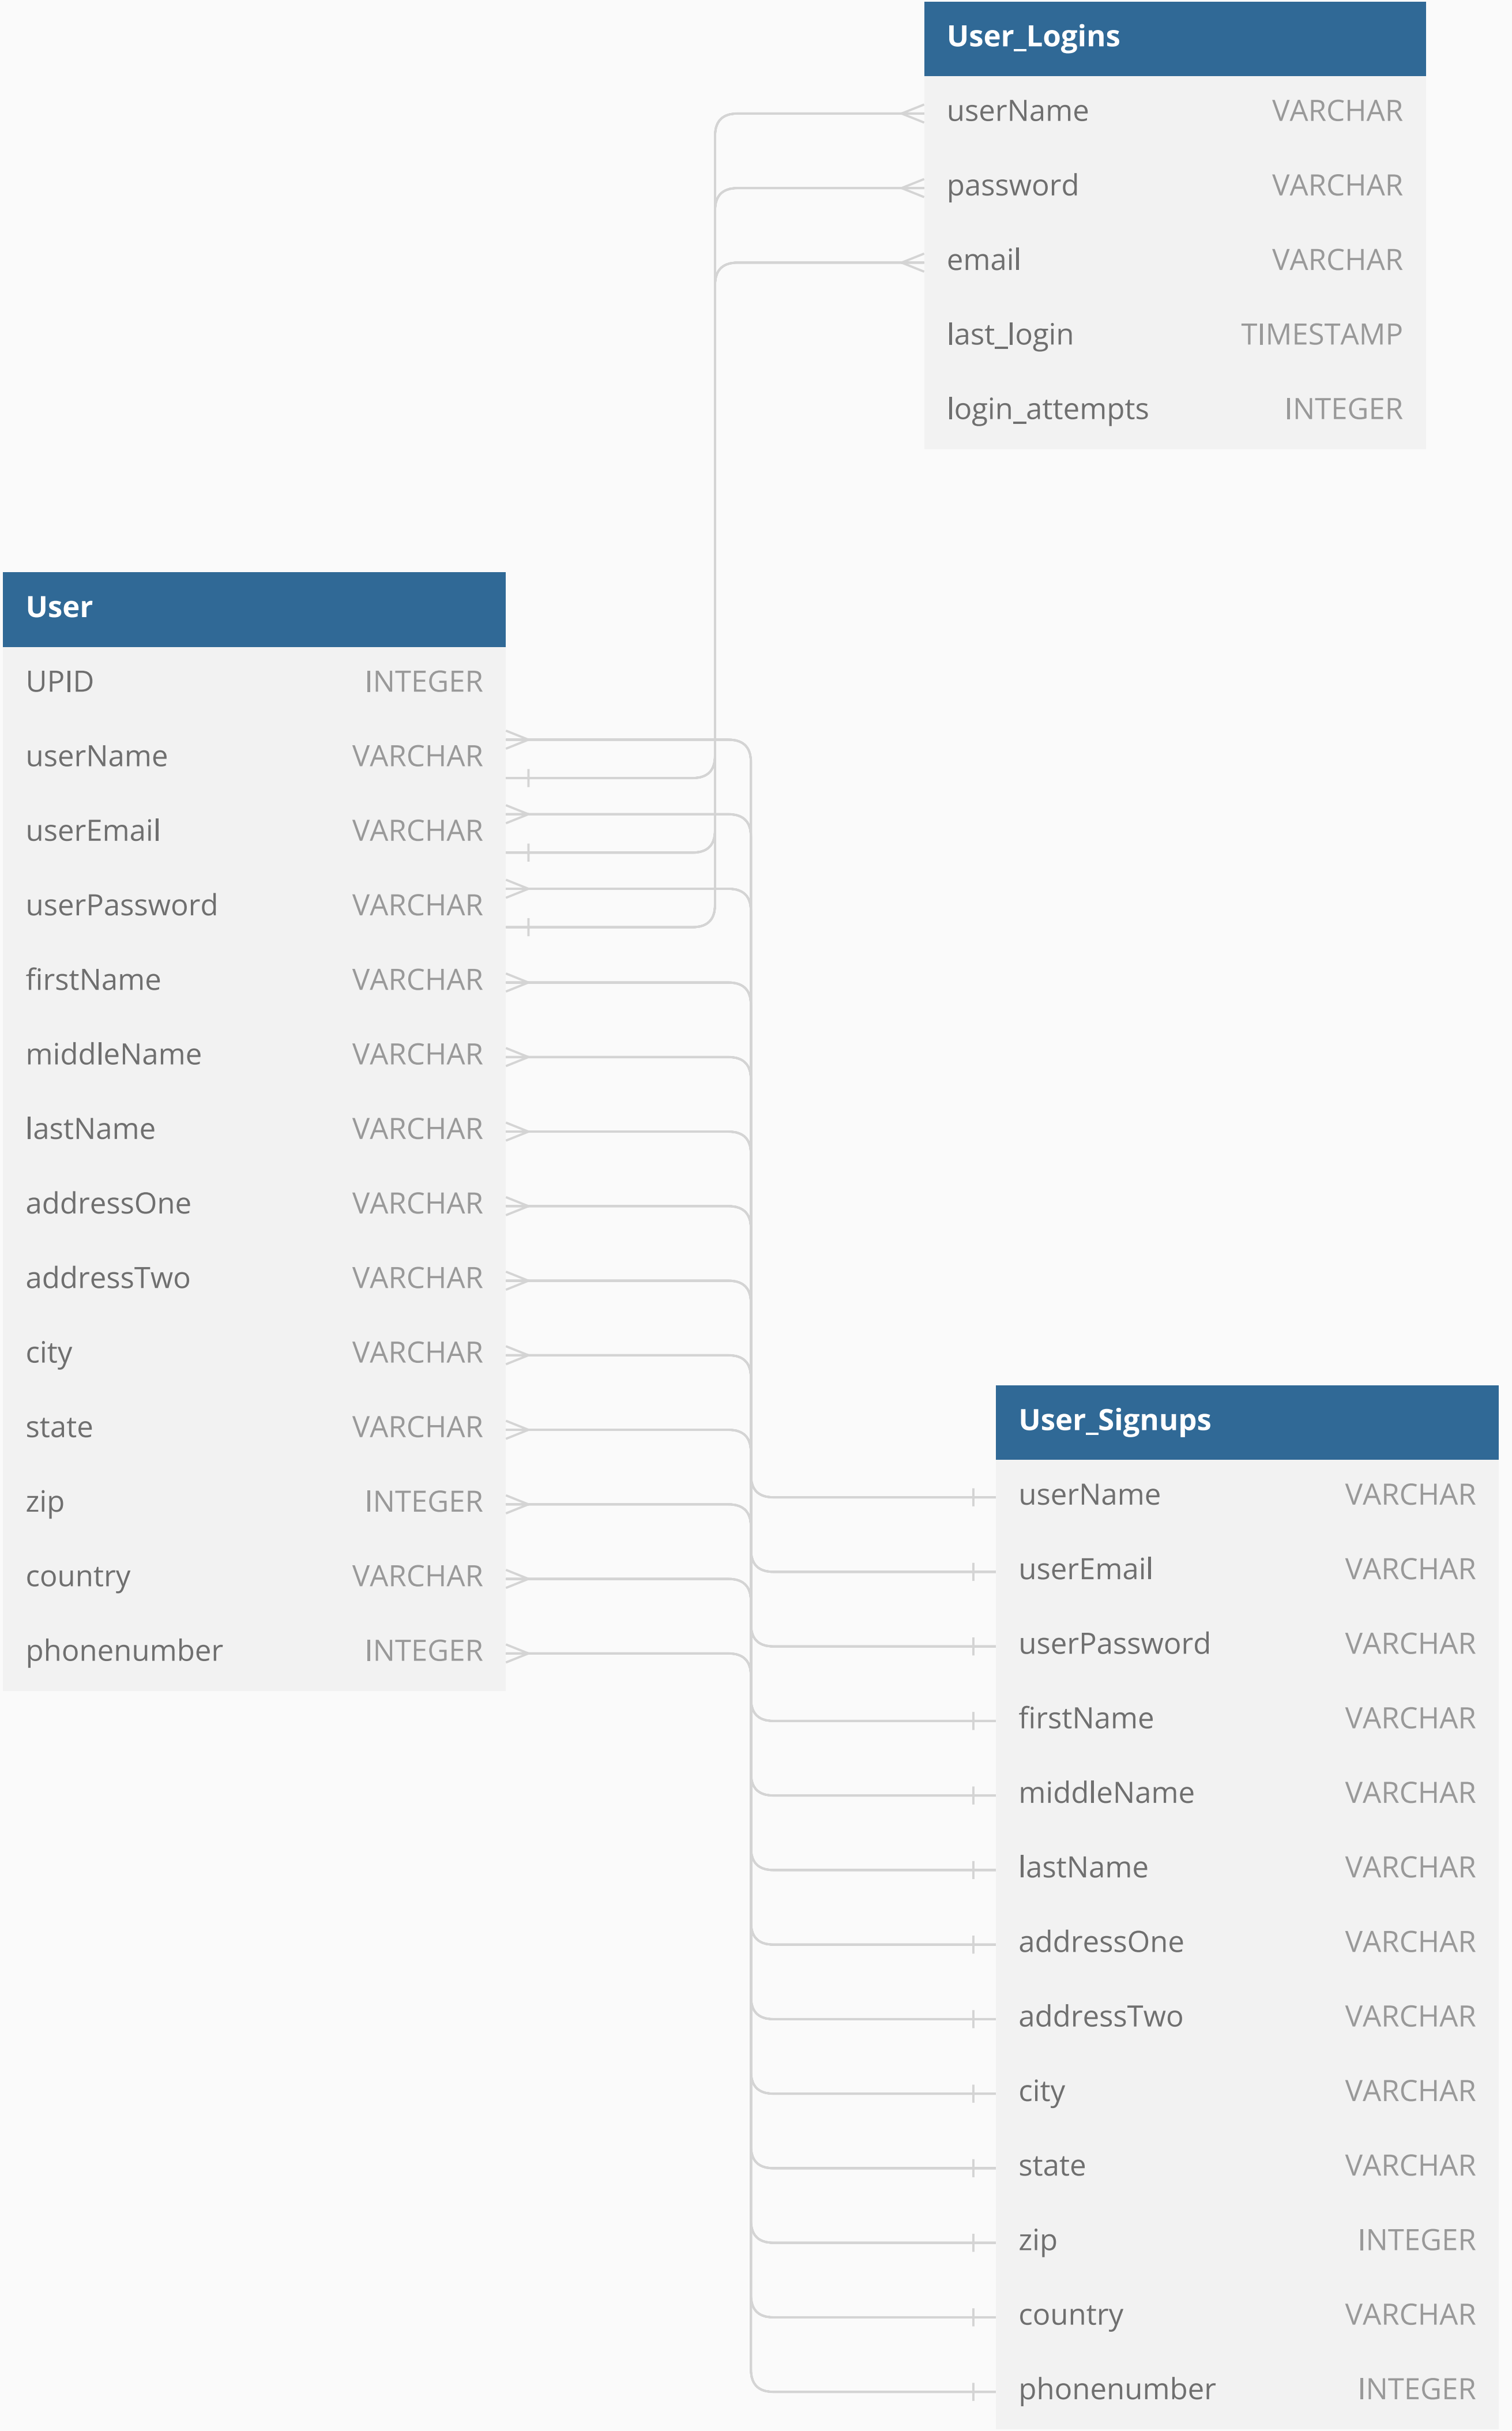 User_Logins
userName VARCHAR
password VARCHAR
email VARCHAR
last_login TIMESTAMP
login_attempts INTEGER
User
UPID INTEGER
userName VARCHAR
userEmail VARCHAR
userPassword VARCHAR
firstName VARCHAR
middleName VARCHAR
lastName VARCHAR
addressOne VARCHAR
addressTwo VARCHAR
city VARCHAR
state VARCHAR
zip INTEGER
country VARCHAR
phonenumber INTEGER
User_Signups
userName VARCHAR
userEmail VARCHAR
userPassword VARCHAR
firstName VARCHAR
middleName VARCHAR
lastName VARCHAR
addressOne VARCHAR
addressTwo VARCHAR
city VARCHAR
state VARCHAR
zip INTEGER
country VARCHAR
phonenumber INTEGER